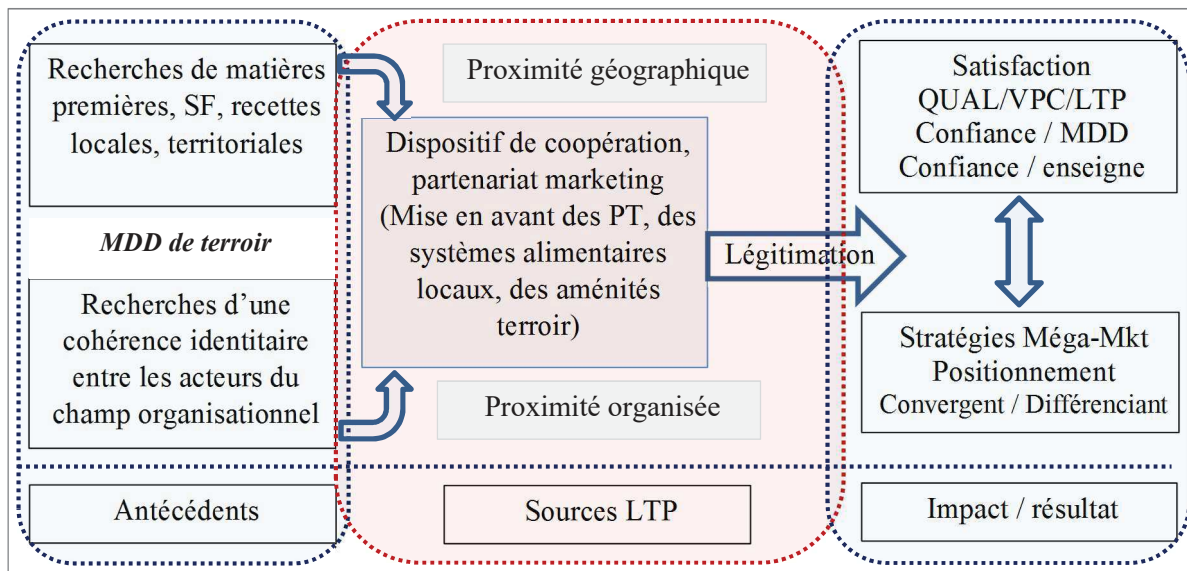 Recherches de matières
premières, SF, recettes
locales, territoriales
MDD de terroir
Recherches d’une
cohérence identitaire
entre les acteurs du
champ organisationnel
Antécédents
Proximité géographique
Dispositif de coopération,
partenariat marketing
(Mise en avant des PT, des
systèmes alimentaires
locaux, des aménités
terroir)
Proximité organisée
Sources LTP
Légitimation
Satisfaction
QUAL/VPC/LTP
Confiance / MDD
Confiance / enseigne
Stratégies Méga-Mkt
Positionnement
Convergent / Différenciant
Impact / résultat